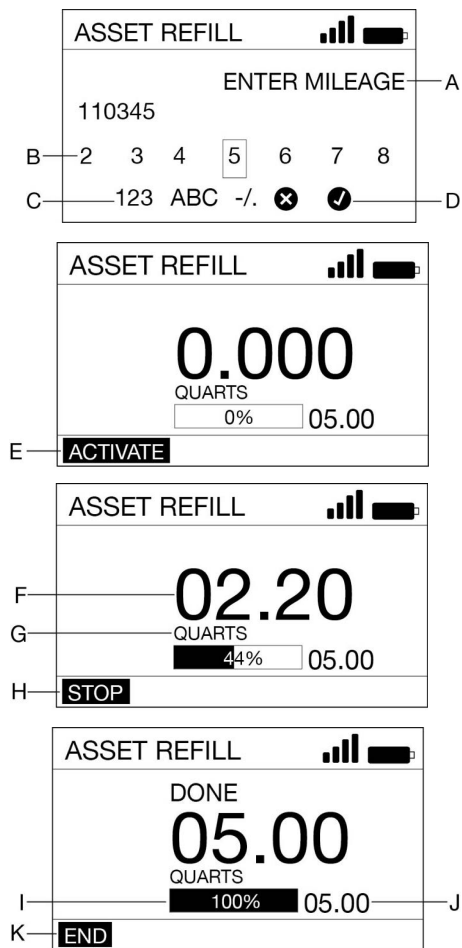 ASSET REFILL
ENTER MILEAGE A
110345
B 2 3 4 5 6 7 8
C 123 ABC -/. D
ASSET REFILL
0.000
QUARTS
0% 05.00
E ACTIVATE
ASSET REFILL
F 02.20
G QUARTS
44% 05.00
H STOP
ASSET REFILL
DONE
05.00
QUARTS
I 100% 05.00 J
K END